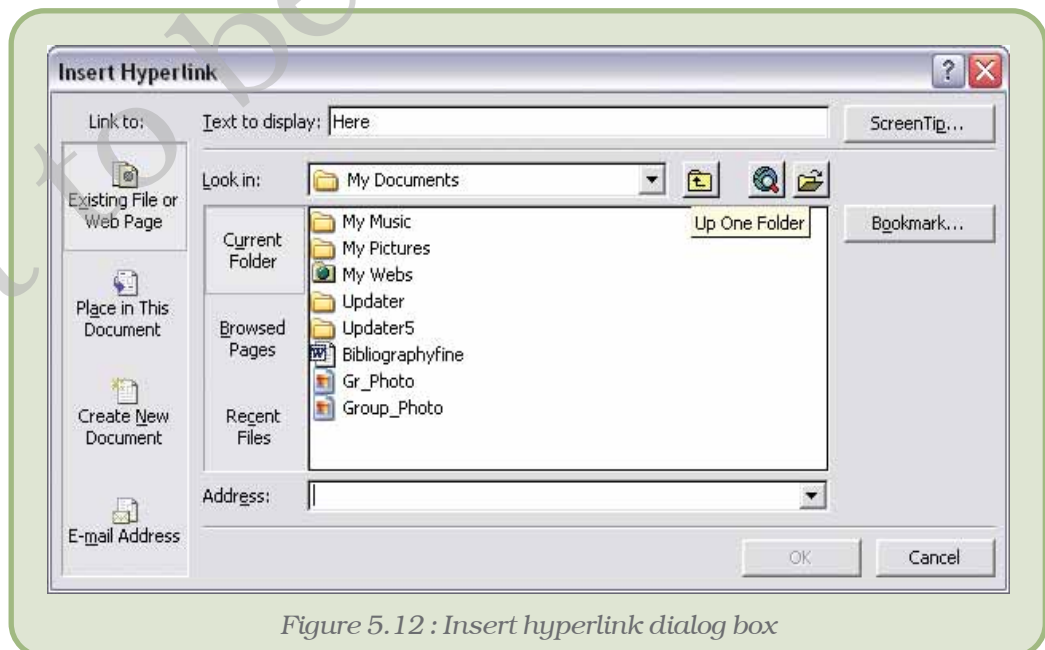 to be
Insert Hyperlink
Link to:
Text to display: Here
ScreenTip...
Existing File or
Web Page
Look in:
My Documents
Up One Folder
Bookmark...
Current
Folder
My Music
My Pictures
My Webs
Updater
Updater5
Bibliographyfine
Gr_Photo
Group_Photo
Place in This
Document
Browsed
Pages
Create New
Document
Recent
Files
E-mail Address
Address:
OK
Cancel
Figure 5.12 : Insert hyperlink dialog box